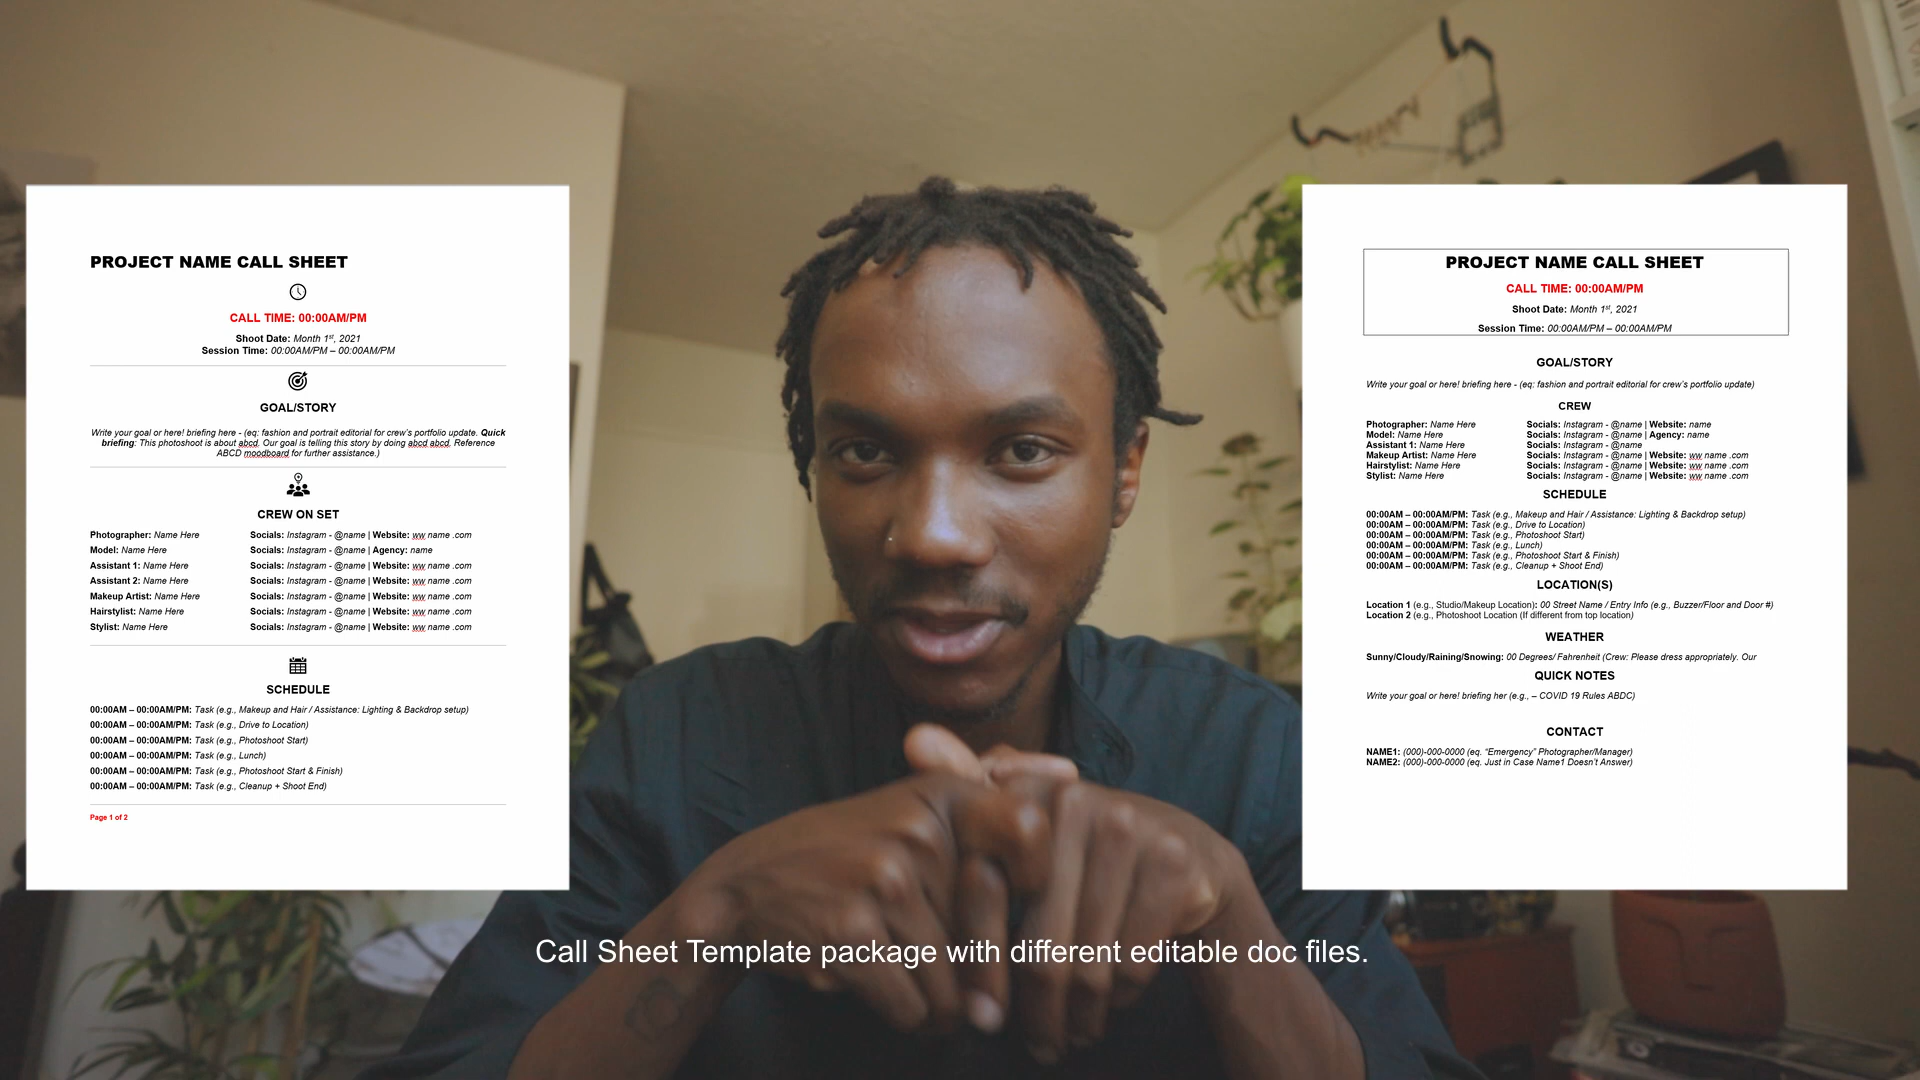 PROJECT NAME CALL SHEET
CALL TIME: 00:00AM/PM
Shoot Date: Month 1st, 2021
Session Time: 00:00AM/PM – 00:00AM/PM
GOAL/STORY
Write your goal or here! briefing here - (eq: fashion and portrait editorial for crew's portfolio update. Quick
briefing: This photoshoot is about abcd. Our goal is telling this story by doing abcd abcd. Reference
ABCD moodboard for further assistance.)
CREW ON SET
Photographer: Name Here Socials: Instagram - @name | Website: ww name .com
Model: Name Here Socials: Instagram - @name | Agency: name
Assistant 1: Name Here Socials: Instagram - @name | Website: ww name .com
Assistant 2: Name Here Socials: Instagram - @name | Website: ww name .com
Makeup Artist: Name Here Socials: Instagram - @name | Website: ww name .com
Hairstylist: Name Here Socials: Instagram - @name | Website: ww name .com
Stylist: Name Here Socials: Instagram - @name | Website: ww name .com
SCHEDULE
00:00AM – 00:00AM/PM: Task (e.g., Makeup and Hair / Assistance: Lighting & Backdrop setup)
00:00AM – 00:00AM/PM: Task (e.g., Drive to Location)
00:00AM – 00:00AM/PM: Task (e.g., Photoshoot Start)
00:00AM – 00:00AM/PM: Task (e.g., Lunch)
00:00AM – 00:00AM/PM: Task (e.g., Photoshoot Start & Finish)
00:00AM – 00:00AM/PM: Task (e.g., Cleanup + Shoot End)
Page 1 of 2
PROJECT NAME CALL SHEET
CALL TIME: 00:00AM/PM
Shoot Date: Month 1st, 2021
Session Time: 00:00AM/PM – 00:00AM/PM
GOAL/STORY
Write your goal or here! briefing here - (eq: fashion and portrait editorial for crew's portfolio update)
CREW
Photographer: Name Here Socials: Instagram - @name | Website: name
Model: Name Here Socials: Instagram - @name | Agency: name
Assistant 1: Name Here Socials: Instagram - @name
Makeup Artist: Name Here Socials: Instagram - @name | Website: ww name .com
Hairstylist: Name Here Socials: Instagram - @name | Website: ww name .com
Stylist: Name Here Socials: Instagram - @name | Website: ww name .com
SCHEDULE
00:00AM – 00:00AM/PM: Task (e.g., Makeup and Hair / Assistance: Lighting & Backdrop setup)
00:00AM – 00:00AM/PM: Task (e.g., Drive to Location)
00:00AM – 00:00AM/PM: Task (e.g., Photoshoot Start)
00:00AM – 00:00AM/PM: Task (e.g., Lunch)
00:00AM – 00:00AM/PM: Task (e.g., Photoshoot Start & Finish)
00:00AM – 00:00AM/PM: Task (e.g., Cleanup + Shoot End)
LOCATION(S)
Location 1 (e.g., Studio/Makeup Location): 00 Street Name / Entry Info (e.g., Buzzer/Floor and Door #)
Location 2 (e.g., Photoshoot Location (If different from top location)
WEATHER
Sunny/Cloudy/Raining/Snowing: 00 Degrees/ Fahrenheit (Crew: Please dress appropriately. Our
QUICK NOTES
Write your goal or here! briefing her (e.g., – COVID 19 Rules ABDC)
CONTACT
NAME1: (000)-000-0000 (eq. “Emergency” Photographer/Manager)
NAME2: (000)-000-0000 (eq. Just in Case Name1 Doesn't Answer)
Call Sheet Template package with different editable doc files.